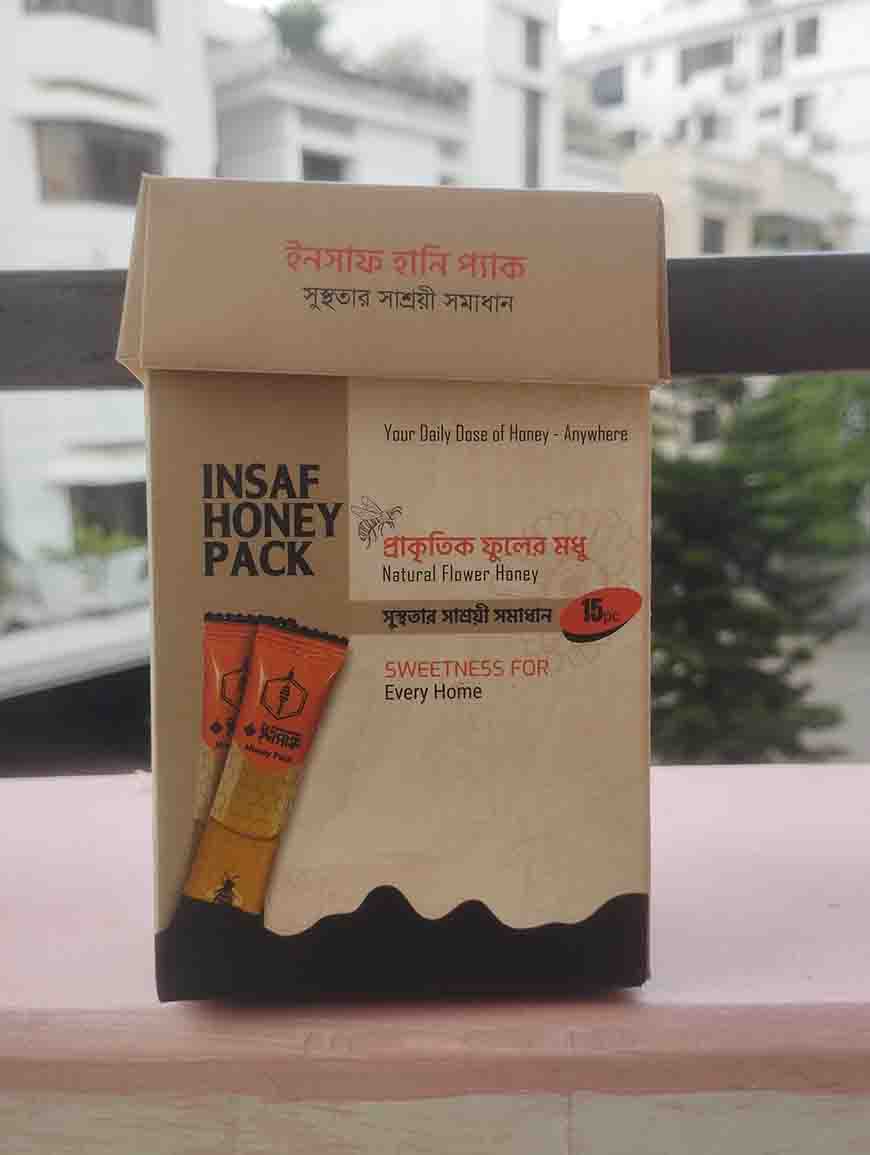 ইনসাফ হানি প্যাক
সুস্থতার সাশ্রয়ী সমাধান
Your Daily Dose of Honey - Anywhere
INSAF
HONEY
PACK
প্রাকৃতিক ফুলের মধু
Natural Flower Honey
সুস্থতার সাশ্রয়ী সমাধান
15pc
SWEETNESS FOR
Every Home
ইনসাফ
Honey Pack